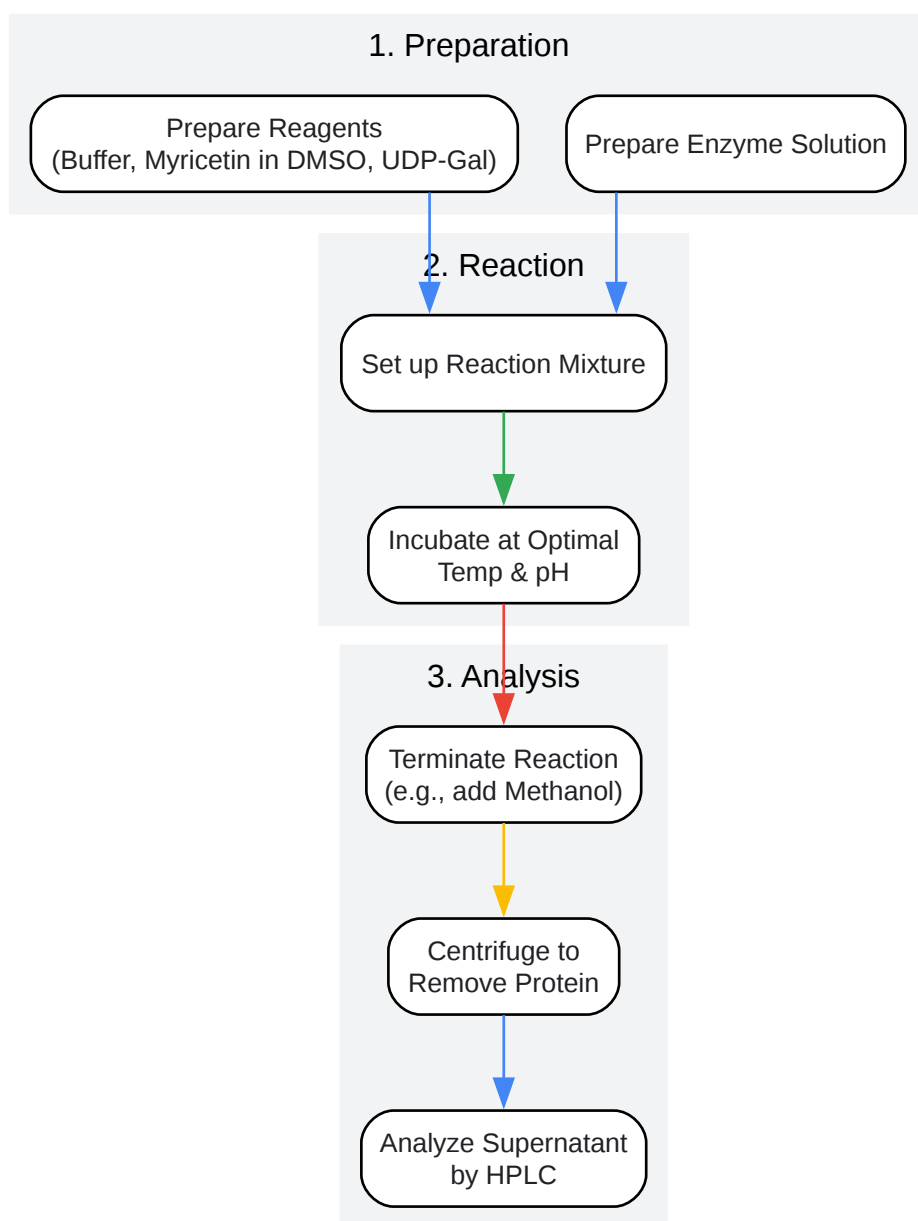 1. Preparation
Prepare Reagents
(Buffer, Myricetin in DMSO, UDP-Gal)
Prepare Enzyme Solution
2. Reaction
Set up Reaction Mixture
Incubate at Optimal
Temp & pH
3. Analysis
Terminate Reaction
(e.g., add Methanol)
Centrifuge to
Remove Protein
Analyze Supernatant
by HPLC